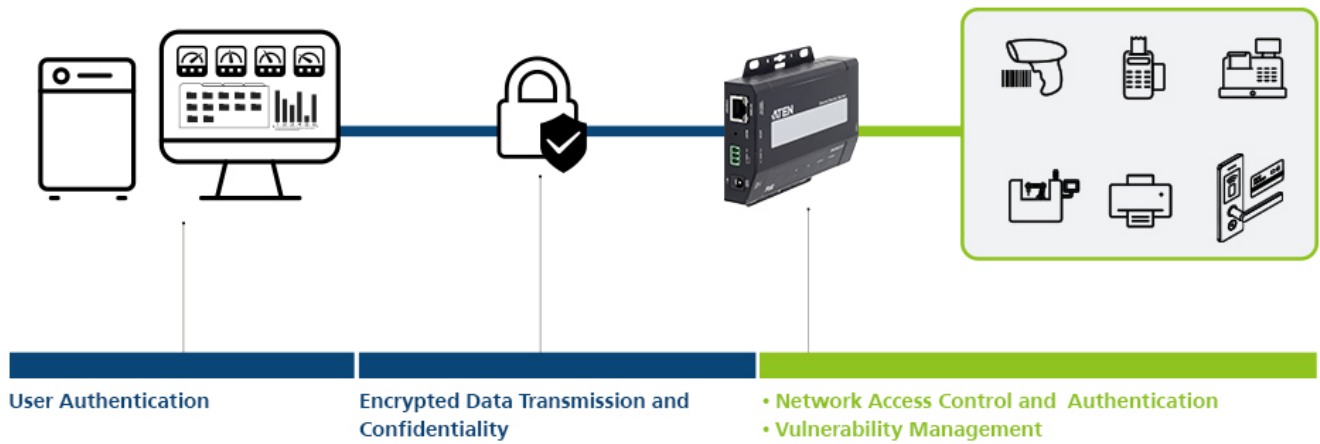 ATEN
User Authentication
Encrypted Data Transmission and
Confidentiality
• Network Access Control and Authentication
• Vulnerability Management